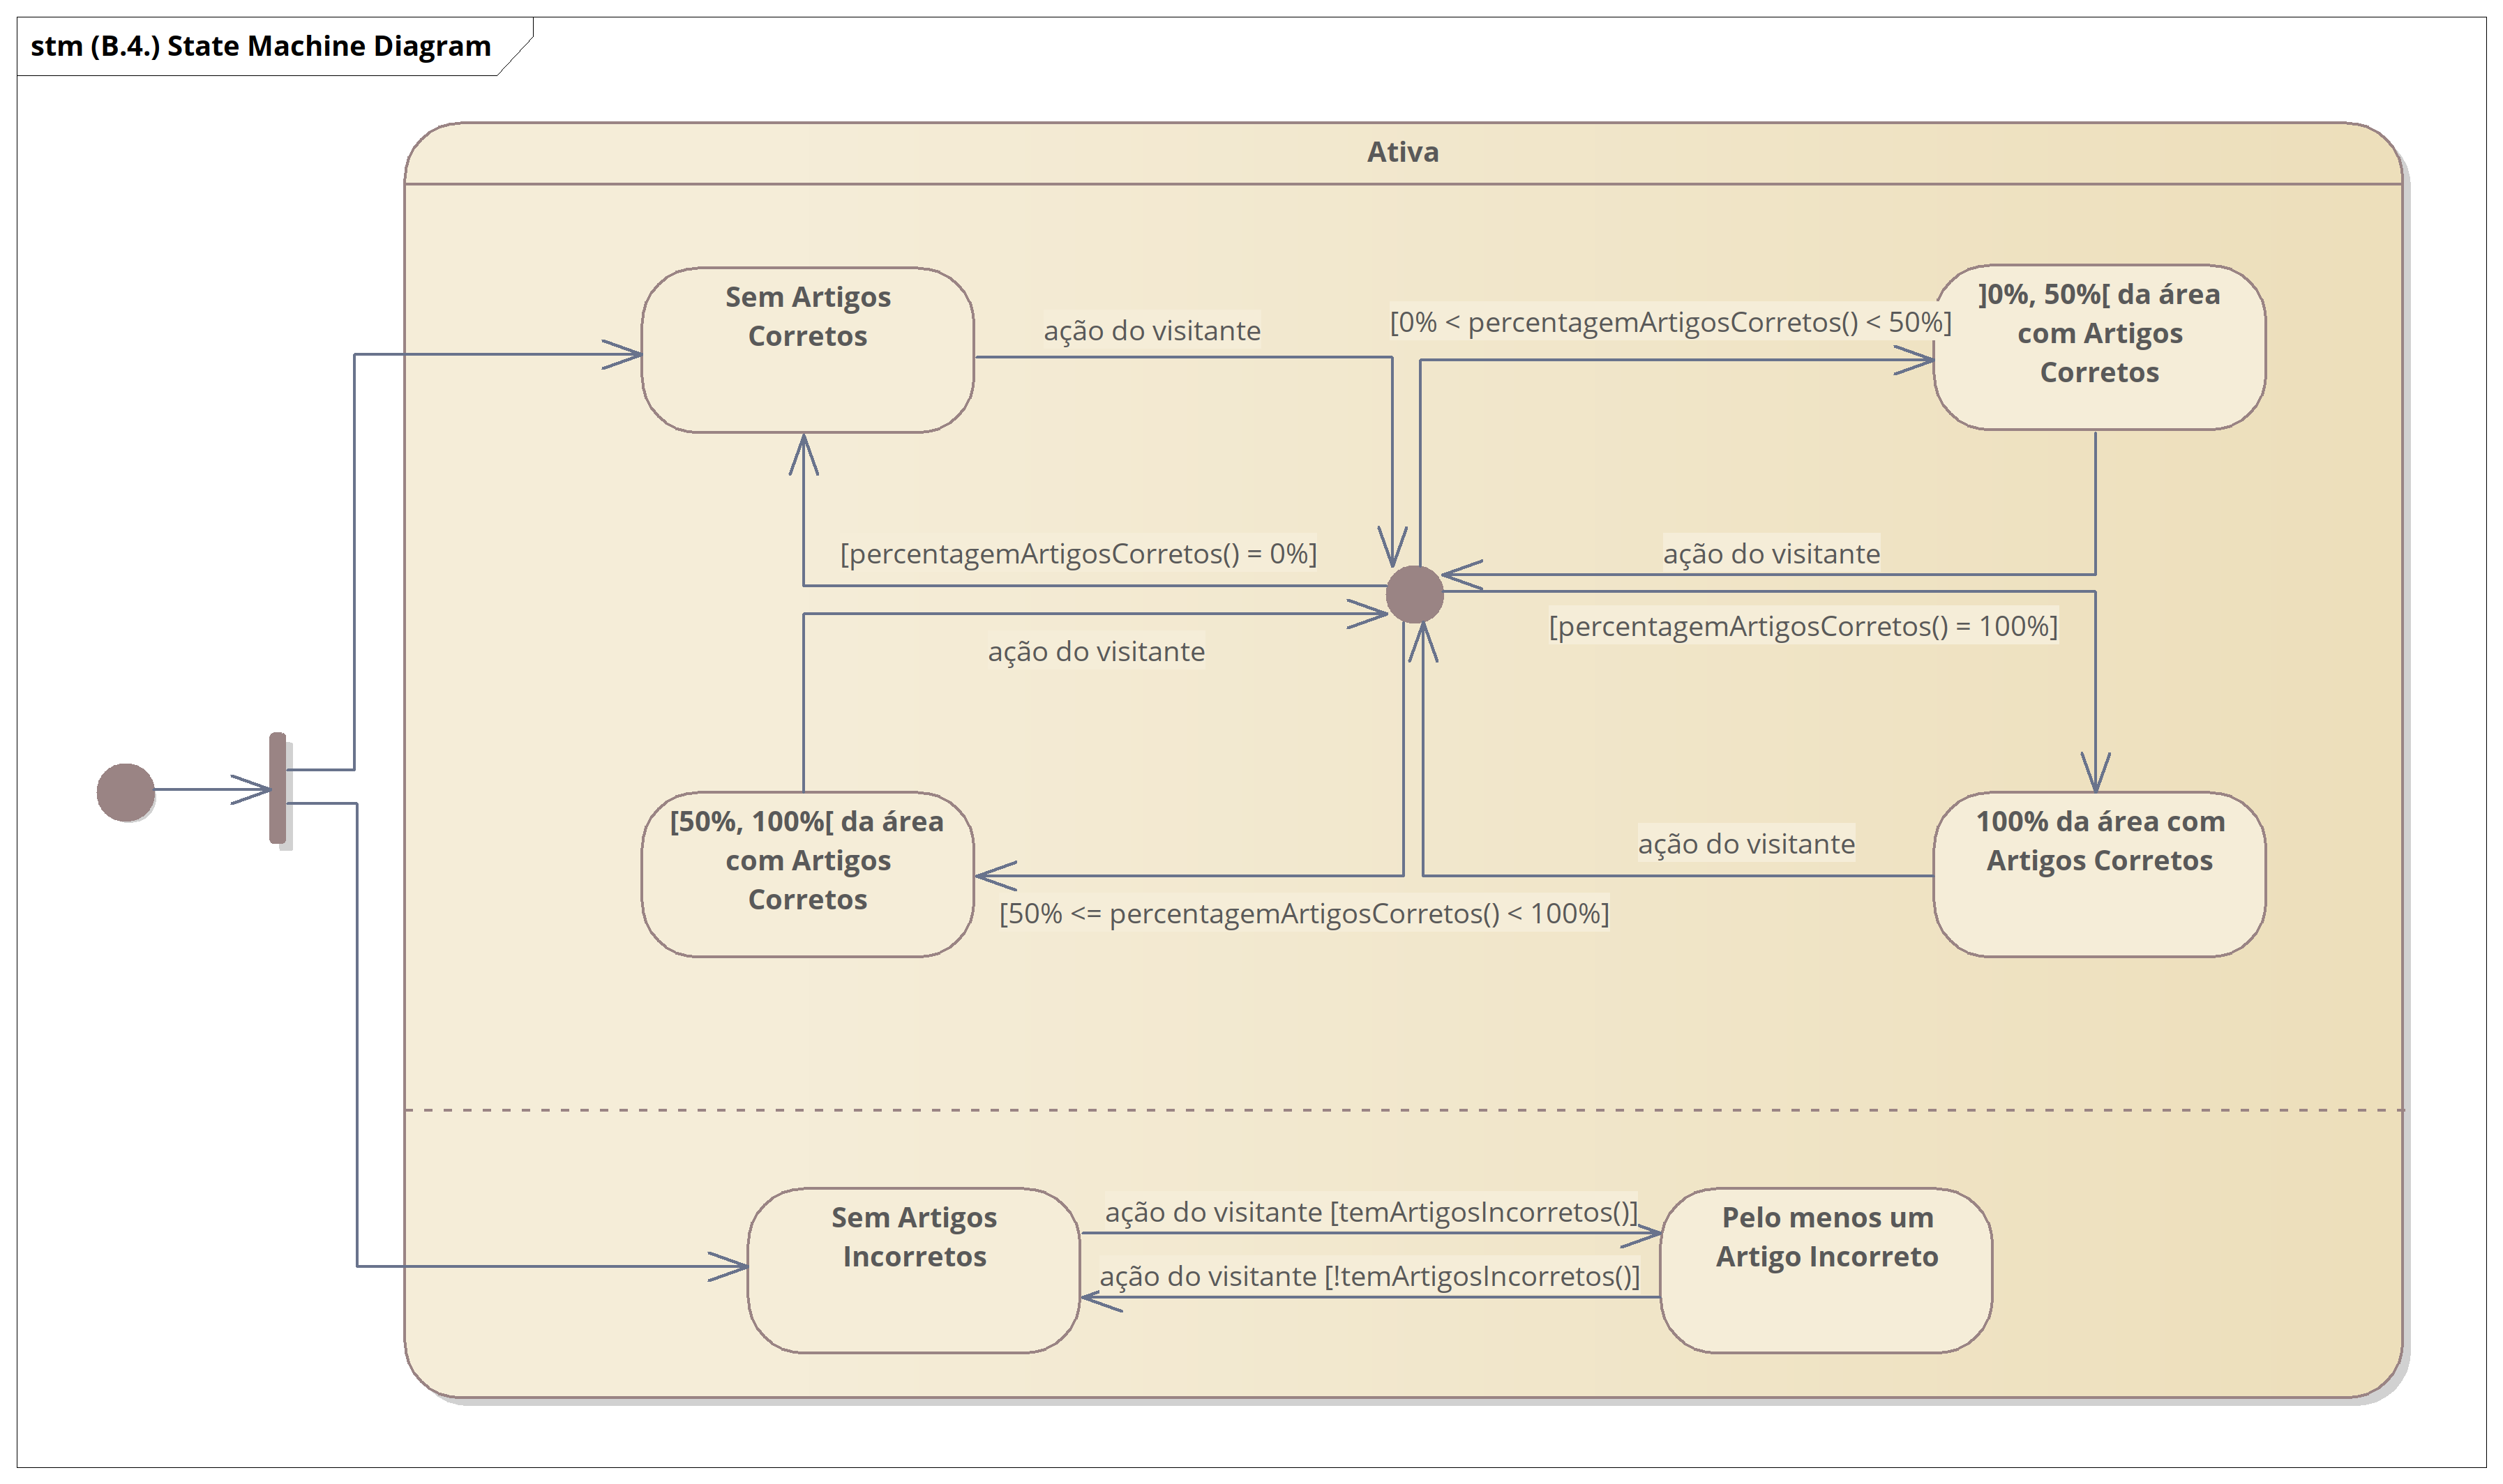 stm (B.4.) State Machine Diagram
Ativa
Sem Artigos
Corretos
ação do visitante
[0% < percentagemArtigosCorretos() < 50%]
]0%, 50%[ da área
com Artigos
Corretos
[percentagemArtigosCorretos() = 0%]
ação do visitante
ação do visitante
[percentagemArtigosCorretos() = 100%]
[50%, 100%[ da área
com Artigos
Corretos
ação do visitante
100% da área com
Artigos Corretos
[50% <= percentagemArtigosCorretos() < 100%]
Sem Artigos
Incorretos
ação do visitante [temArtigosIncorretos()]
ação do visitante [!temArtigosIncorretos()]
Pelo menos um
Artigo Incorreto